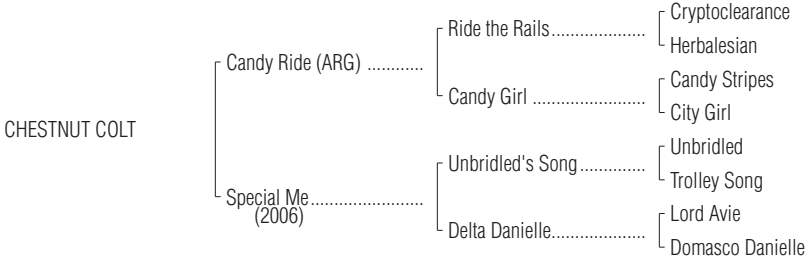 Cryptoclearance
Ride the Rails.....................
Herbalesian
Candy Ride (ARG) ............
Candy Stripes
Candy Girl .........................
City Girl
CHESTNUT COLT
Unbridled
Unbridled's Song..............
Trolley Song
Special Me.........................
(2006)
Lord Avie
Delta Danielle.....................
Domasco Danielle